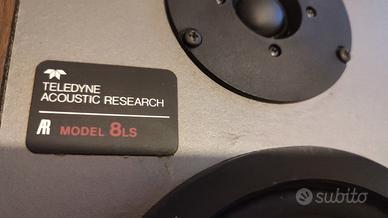 TELEDYNE
ACOUSTIC RESEARCH
AR MODEL 8LS
subito